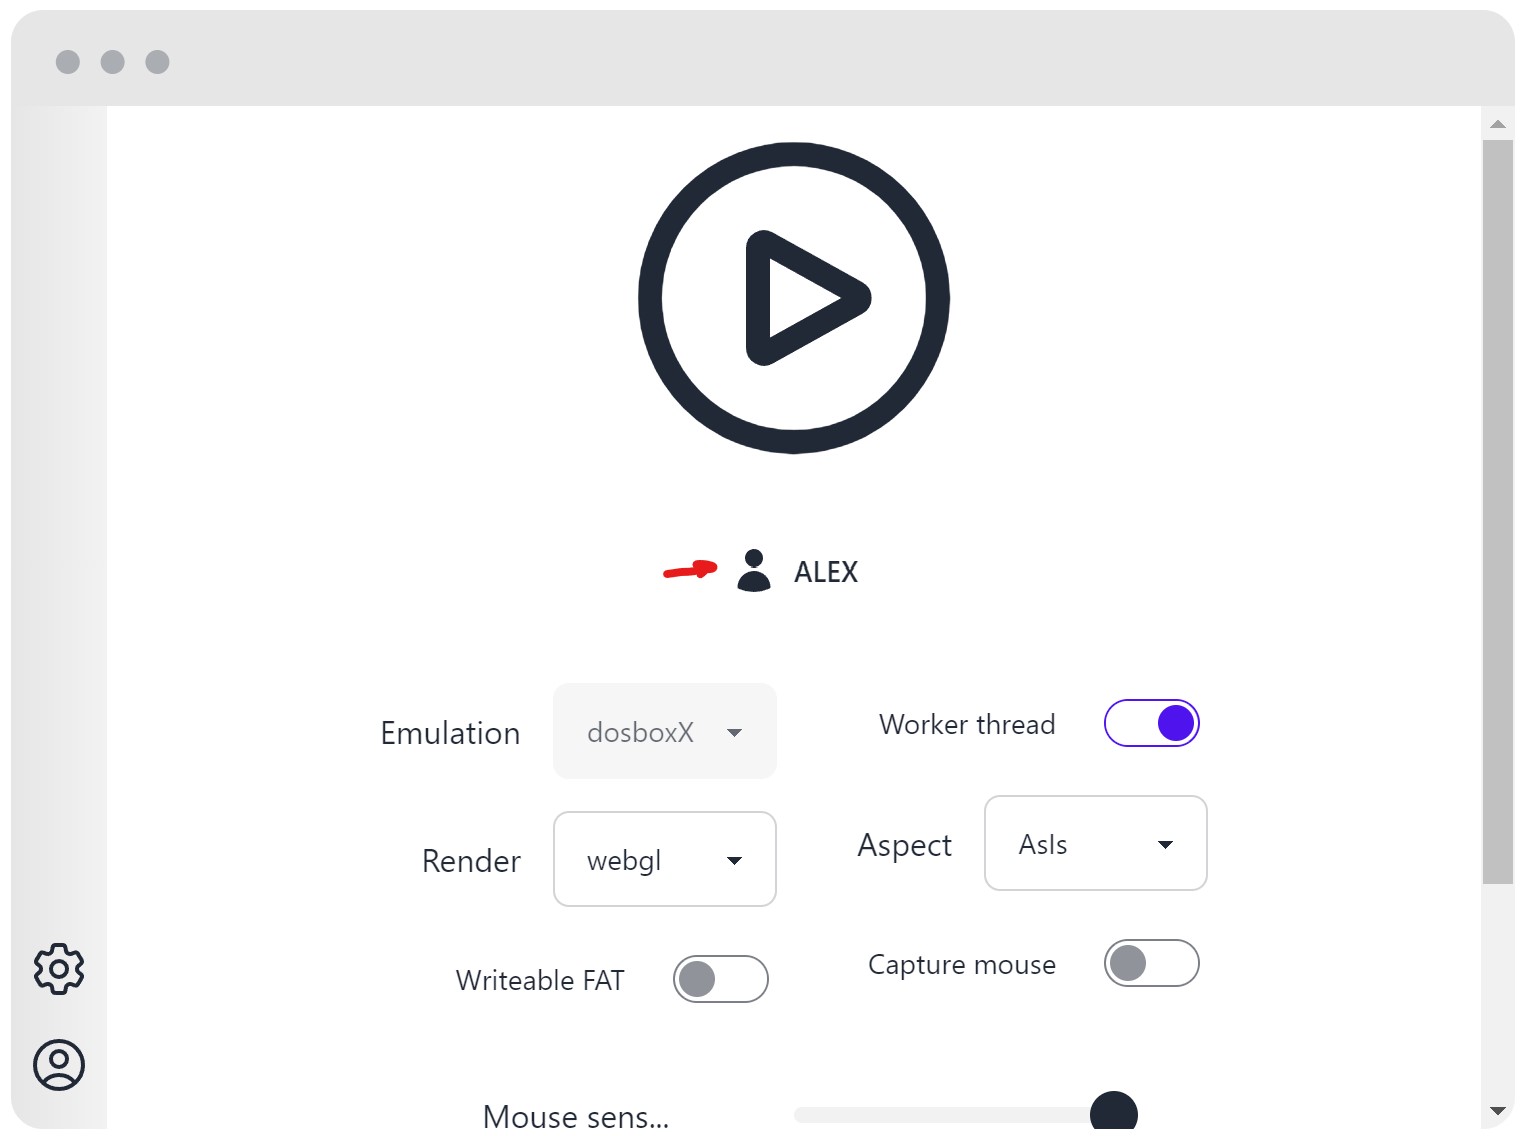 ALEX
Emulation
dosboxX
Worker thread
Render
webgl
Aspect
AsIs
Writeable FAT
Capture mouse
Mouse sens...